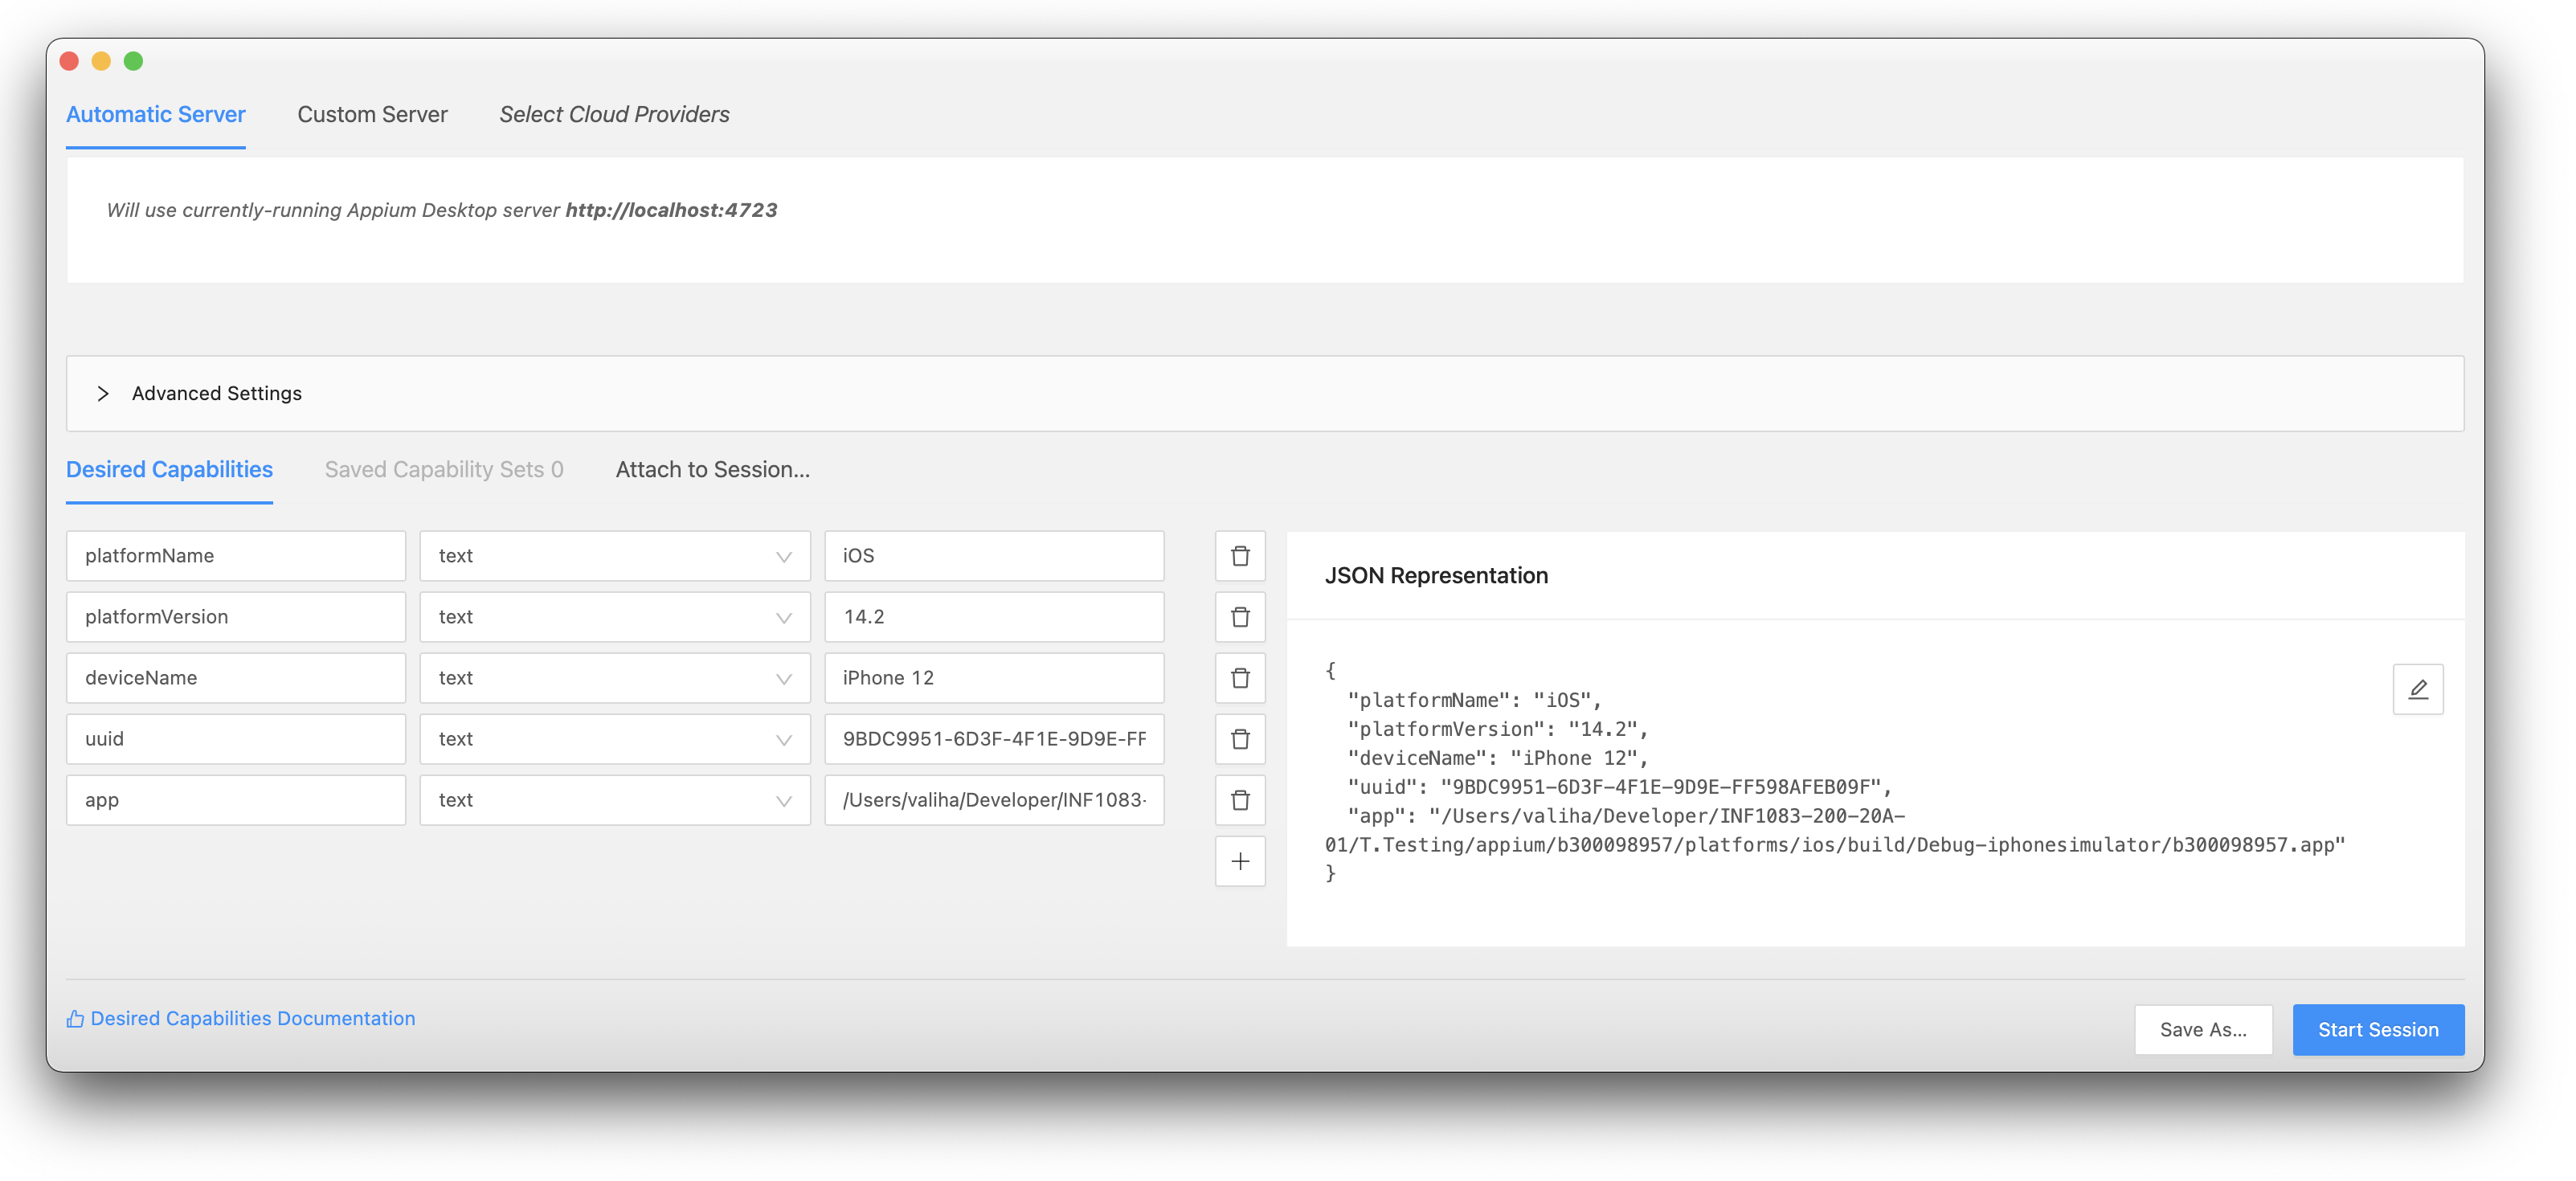 Automatic Server Custom Server Select Cloud Providers
Will use currently-running Appium Desktop server http://localhost:4723
Advanced Settings
Desired Capabilities Saved Capability Sets 0 Attach to Session...
platformName text iOS
platformVersion text 14.2
deviceName text iPhone 12
uuid text 9BDC9951-6D3F-4F1E-9D9E-FF
app text /Users/valiha/Developer/INF1083-
JSON Representation
{
"platformName": "iOS",
"platformVersion": "14.2",
"deviceName": "iPhone 12",
"uuid": "9BDC9951-6D3F-4F1E-9D9E-FF598AFEB09F",
"app": "/Users/valiha/Developer/INF1083-200-20A-
01/T.Testing/appium/b300098957/platforms/ios/build/Debug-iphonesimulator/b300098957.app"
}
Desired Capabilities Documentation
Save As... Start Session